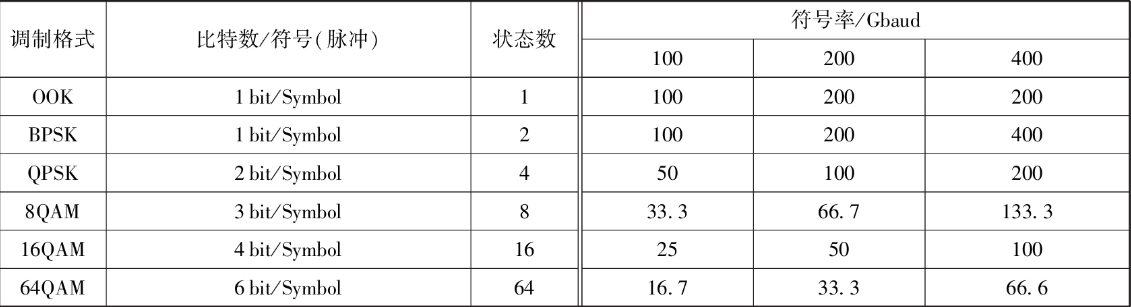 调制格式 比特数/符号(脉冲) 状态数 符号率/Gbaud
100 200 400
OOK 1 bit/Symbol 1 100 200 200
BPSK 1 bit/Symbol 2 100 200 400
QPSK 2 bit/Symbol 4 50 100 200
8QAM 3 bit/Symbol 8 33.3 66.7 133.3
16QAM 4 bit/Symbol 16 25 50 100
64QAM 6 bit/Symbol 64 16.7 33.3 66.6